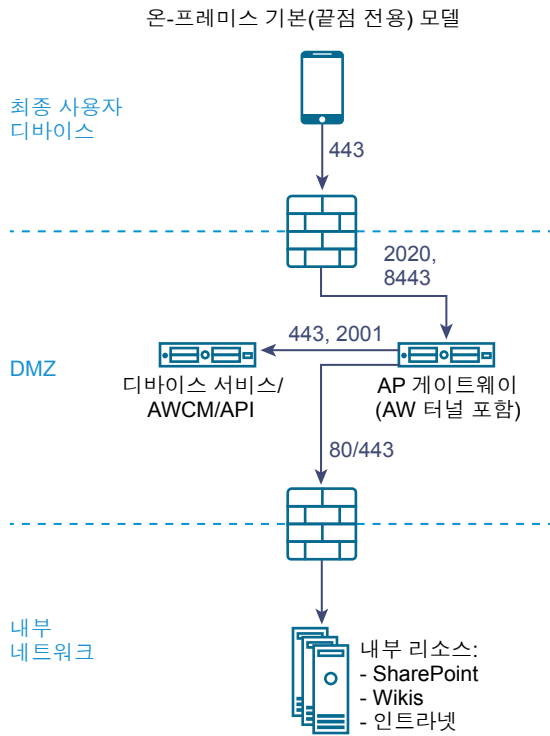 온-프레미스 기본(끝점 전용) 모델
최종 사용자
디바이스
443
2020,
8443
443, 2001
DMZ
디바이스 서비스/
AWCM/API
AP 게이트웨이
(AW 터널 포함)
80/443
내부
네트워크
내부 리소스:
- SharePoint
- Wikis
- 인트라넷